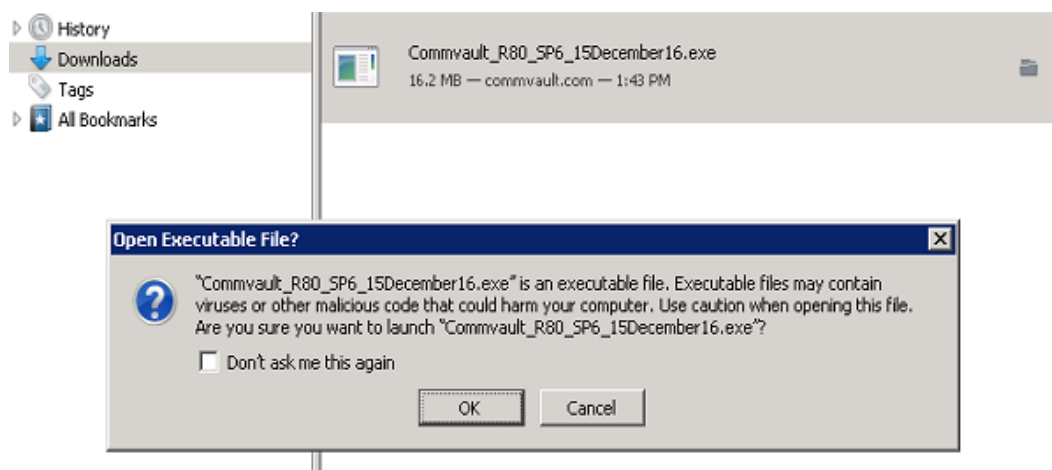 History
Downloads
Tags
All Bookmarks
Commvault_R80_SP6_15December16.exe
16.2 MB — commvault.com — 1:43 PM
Open Executable File?
"Commvault_R80_SP6_15December16.exe" is an executable file. Executable files may contain
viruses or other malicious code that could harm your computer. Use caution when opening this file.
Are you sure you want to launch "Commvault_R80_SP6_15December16.exe"?
Don't ask me this again
OK
Cancel